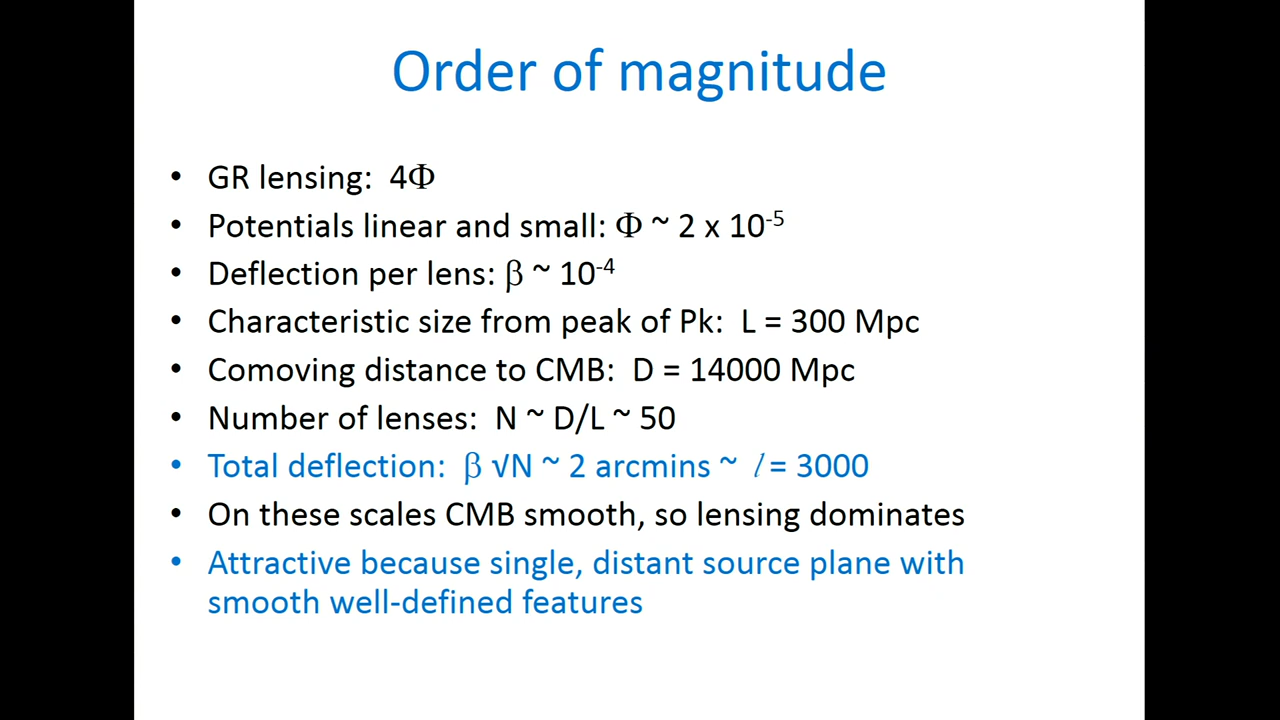 Order of magnitude
• GR lensing: 4Φ
• Potentials linear and small: Φ ~ 2 x 10⁻⁵
• Deflection per lens: β ~ 10⁻⁴
• Characteristic size from peak of Pk: L = 300 Mpc
• Comoving distance to CMB: D = 14000 Mpc
• Number of lenses: N ~ D/L ~ 50
• Total deflection: β √N ~ 2 arcmins ~ l = 3000
• On these scales CMB smooth, so lensing dominates
• Attractive because single, distant source plane with
smooth well-defined features